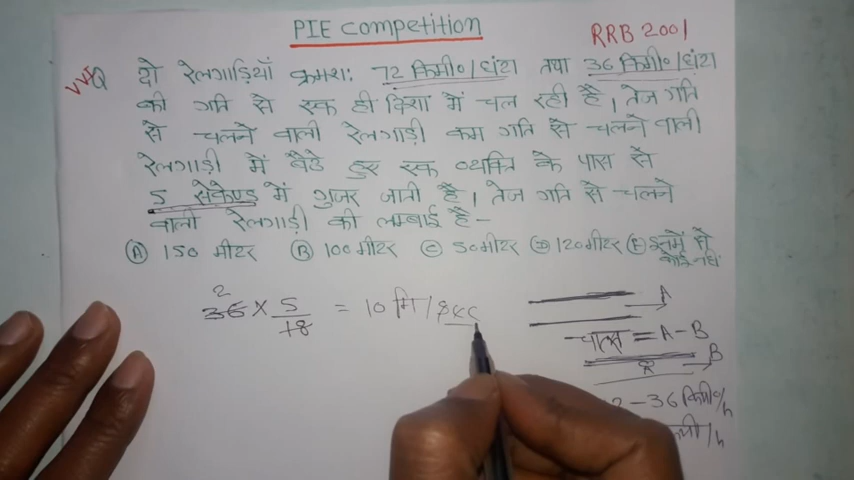 PIE Competition
RRB 2001
VVI Q दो रेलगाड़ियाँ क्रमशः 72 किमी०/घंटा तथा 36 किमी०/घंटा
की गति से एक ही दिशा में चल रही है, तेज गति
से चलने वाली रेलगाड़ी कम गति से चलने वाली
रेलगाड़ी में बैठे हुए एक व्यक्ति के पास से
5 सेकेण्ड में गुजर जाती है, तेज गति से चलने
वाली रेलगाड़ी की लम्बाई है-
Ⓐ 150 मीटर Ⓑ 100 मीटर Ⓒ 50 मीटर Ⓓ 120 मीटर Ⓔ इनमें से
कोई नहीं
2
36 × 5 = 10 मी/sec
18
A
चाल = A - B
B
- 36 किमी०/h
/h